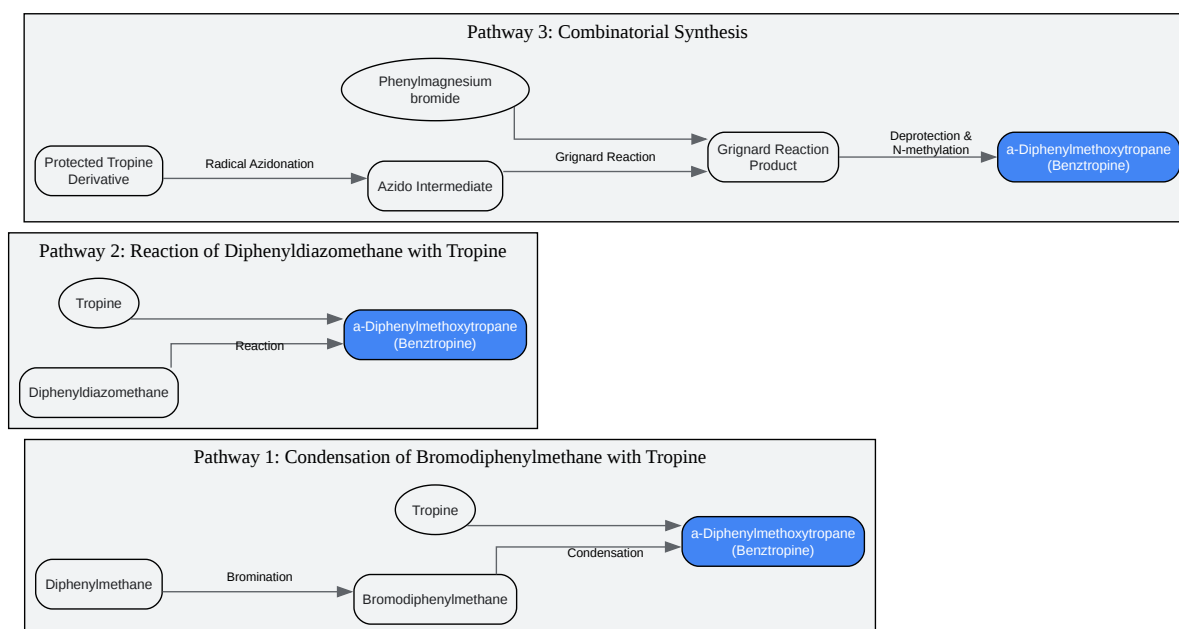 Pathway 3: Combinatorial Synthesis
Phenylmagnesium
bromide
Protected Tropine
Derivative
Radical Azidonation
Azido Intermediate
Grignard Reaction
Grignard Reaction
Product
Deprotection &
N-methylation
a-Diphenylmethoxytropane
(Benztropine)
Pathway 2: Reaction of Diphenyldiazomethane with Tropine
Tropine
Diphenyldiazomethane
Reaction
a-Diphenylmethoxytropane
(Benztropine)
Pathway 1: Condensation of Bromodiphenylmethane with Tropine
Tropine
Diphenylmethane
Bromination
Bromodiphenylmethane
Condensation
a-Diphenylmethoxytropane
(Benztropine)